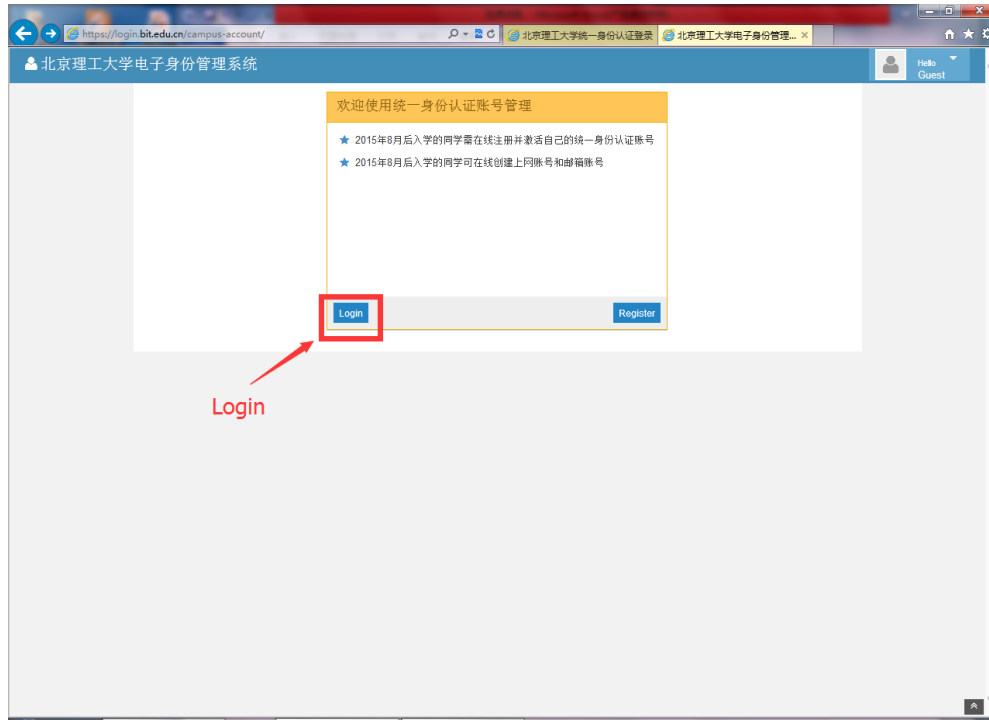 https://login.bit.edu.cn/campus-account/
北京理工大学统一身份认证登录
北京理工大学电子身份管理... ×
北京理工大学电子身份管理系统
Hello
Guest
欢迎使用统一身份认证账号管理
★ 2015年8月后入学的同学需在线注册并激活自己的统一身份认证账号
★ 2015年8月后入学的同学可在线创建上网账号和邮箱账号
Login
Register
Login